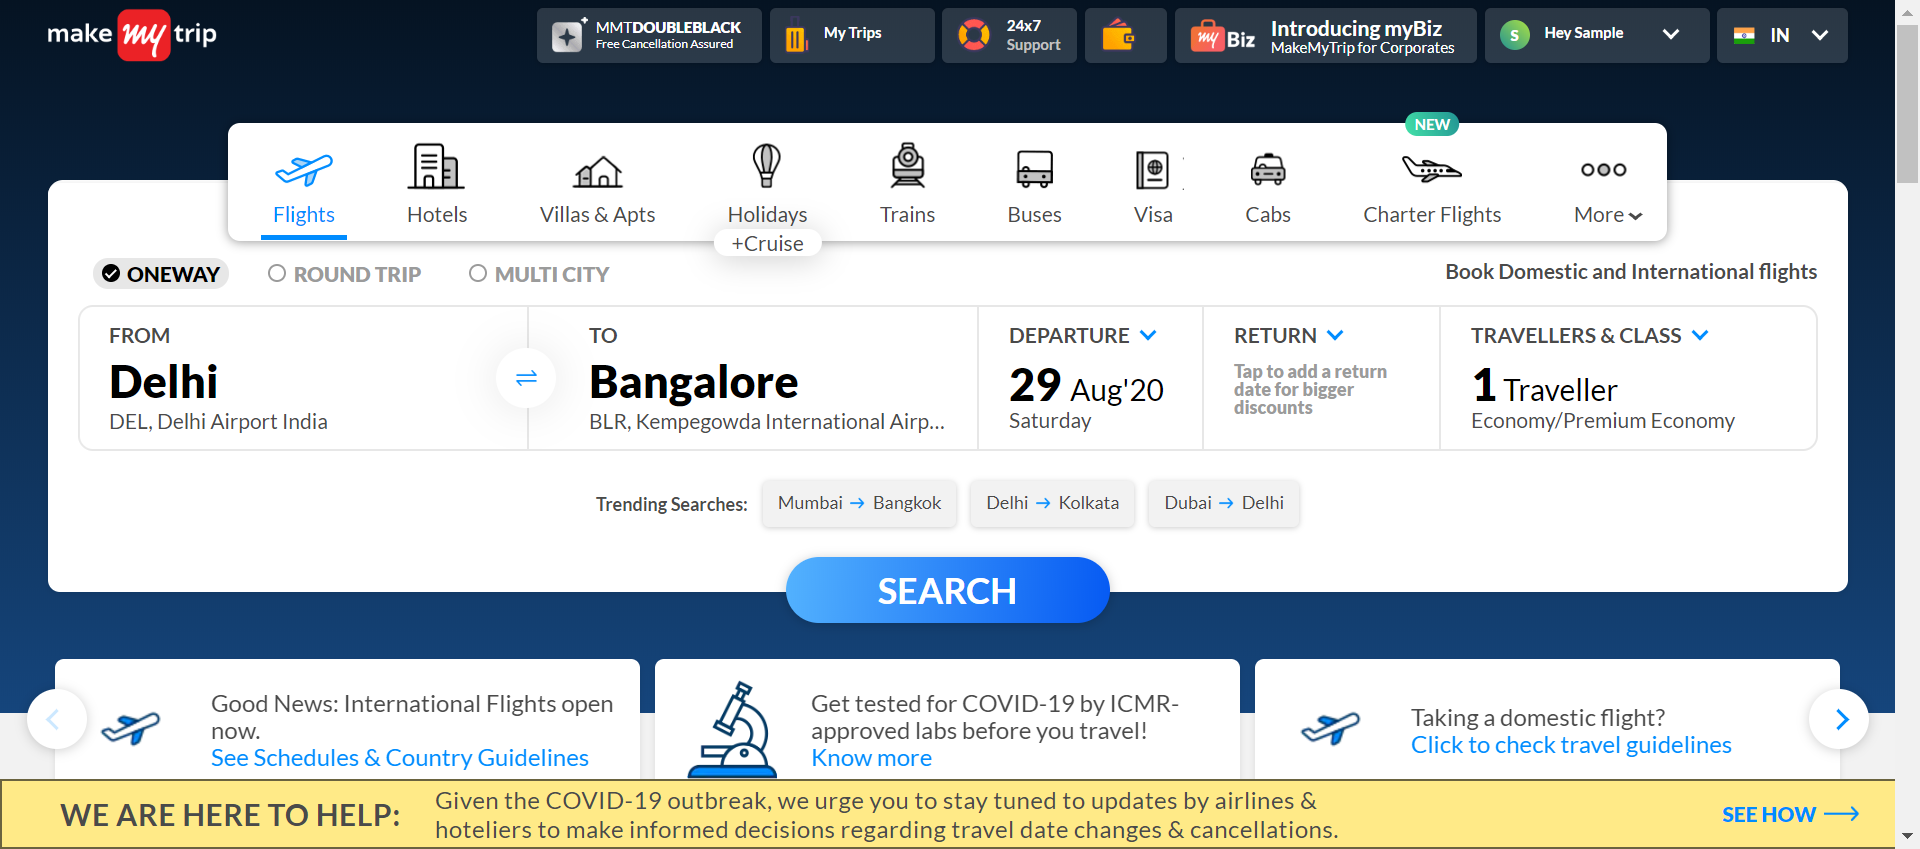 make my trip
MMTDOUBLEBLACK
Free Cancellation Assured
My Trips
24x7
Support
my Biz
Introducing myBiz
MakeMyTrip for Corporates
S
Hey Sample
IN
NEW
Flights
Hotels
Villas & Apts
Holidays
+Cruise
Trains
Buses
Visa
Cabs
Charter Flights
More
ONEWAY
ROUND TRIP
MULTI CITY
Book Domestic and International flights
FROM
Delhi
DEL, Delhi Airport India
TO
Bangalore
BLR, Kempegowda International Airp...
DEPARTURE
29 Aug'20
Saturday
RETURN
Tap to add a return
date for bigger
discounts
TRAVELLERS & CLASS
1 Traveller
Economy/Premium Economy
Trending Searches:
Mumbai → Bangkok
Delhi → Kolkata
Dubai → Delhi
SEARCH
Good News: International Flights open
now.
See Schedules & Country Guidelines
Get tested for COVID-19 by ICMR-
approved labs before you travel!
Know more
Taking a domestic flight?
Click to check travel guidelines
WE ARE HERE TO HELP:
Given the COVID-19 outbreak, we urge you to stay tuned to updates by airlines &
hoteliers to make informed decisions regarding travel date changes & cancellations.
SEE HOW